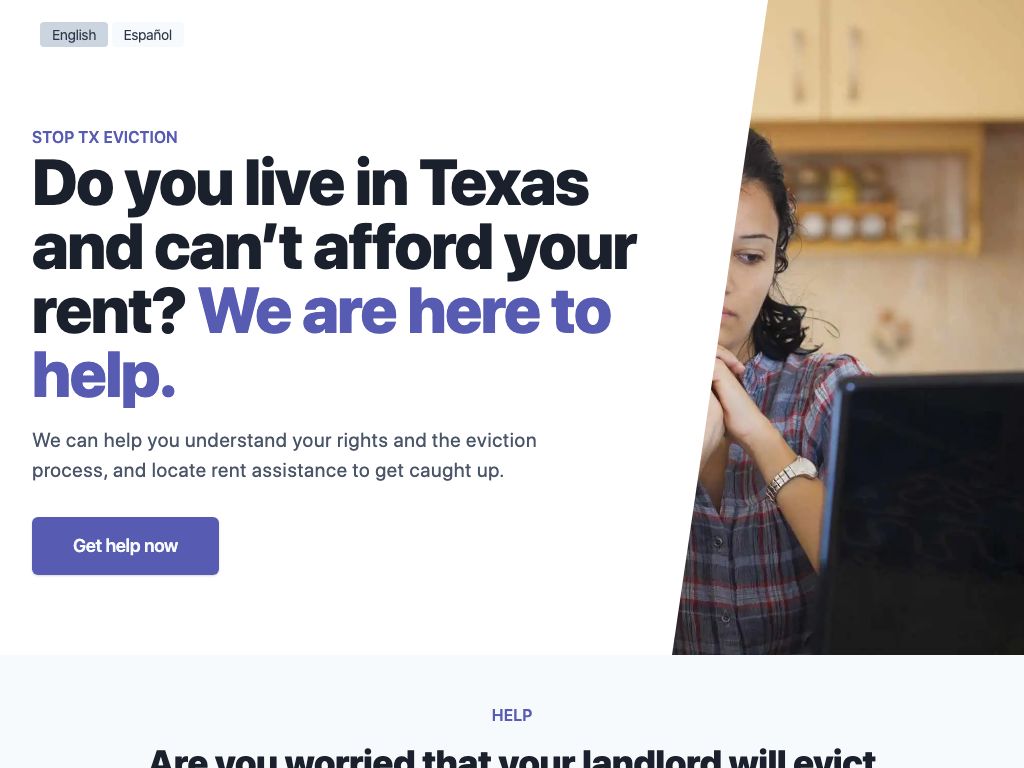 English
Español
STOP TX EVICTION
Do you live in Texas
and can’t afford your
rent? We are here to
help.
We can help you understand your rights and the eviction
process, and locate rent assistance to get caught up.
Get help now
HELP
Are you worried that your landlord will evict